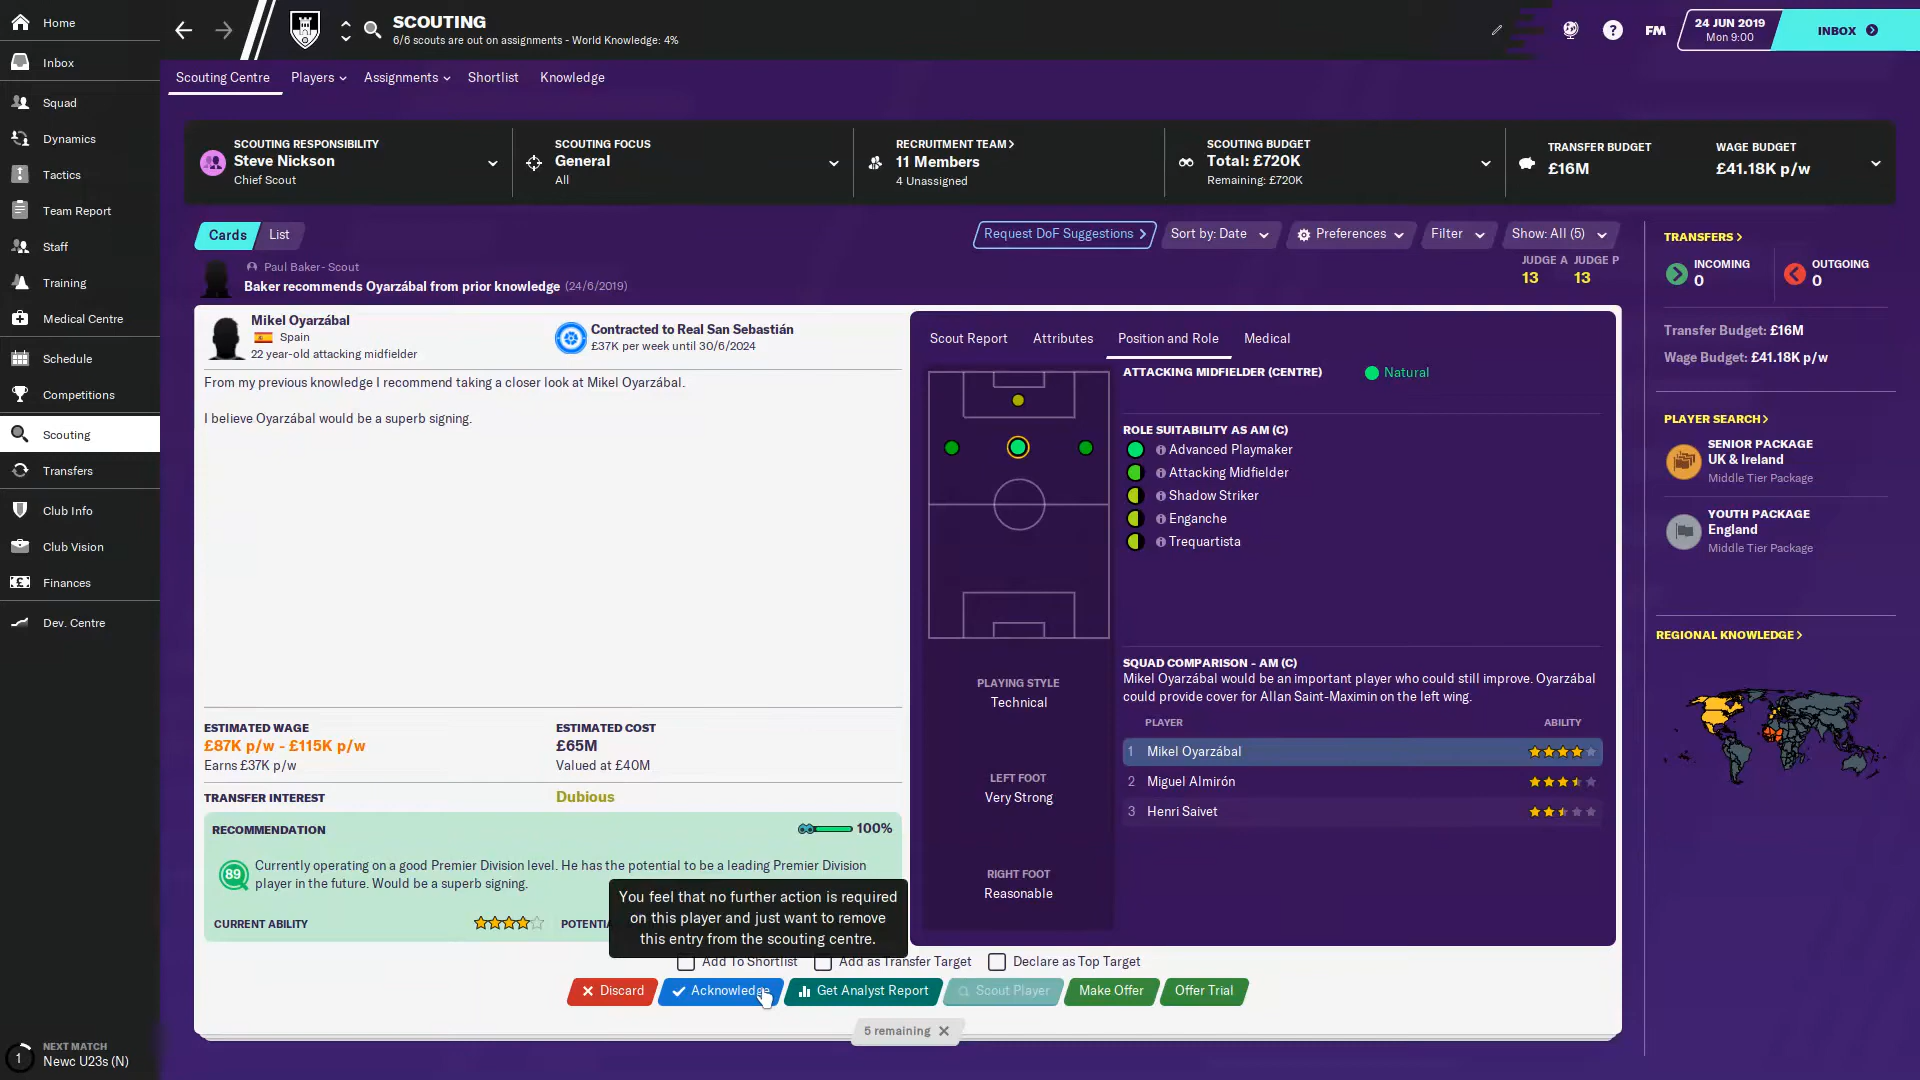 Home
Inbox
Squad
Dynamics
Tactics
Team Report
Staff
Training
Medical Centre
Schedule
Competitions
Scouting
Transfers
Club Info
Club Vision
Finances
Dev. Centre
1
NEXT MATCH
Newc U23s (N)
SCOUTING
6/6 scouts are out on assignments - World Knowledge: 4%
?
FM
24 JUN 2019
Mon 9:00
INBOX
Scouting Centre
Players
Assignments
Shortlist
Knowledge
SCOUTING RESPONSIBILITY
Steve Nickson
Chief Scout
SCOUTING FOCUS
General
All
RECRUITMENT TEAM >
11 Members
4 Unassigned
SCOUTING BUDGET
Total: £720K
Remaining: £720K
TRANSFER BUDGET
£16M
WAGE BUDGET
£41.18K p/w
Cards
List
Request DoF Suggestions >
Sort by: Date
Preferences
Filter
Show: All (5)
Paul Baker- Scout
Baker recommends Oyarzábal from prior knowledge (24/6/2019)
JUDGE A
13
JUDGE P
13
Mikel Oyarzábal
Spain
22 year-old attacking midfielder
Contracted to Real San Sebastián
£37K per week until 30/6/2024
From my previous knowledge I recommend taking a closer look at Mikel Oyarzábal.
I believe Oyarzábal would be a superb signing.
ESTIMATED WAGE
£87K p/w - £115K p/w
Earns £37K p/w
ESTIMATED COST
£65M
Valued at £40M
TRANSFER INTEREST
Dubious
RECOMMENDATION
100%
89
Currently operating on a good Premier Division level. He has the potential to be a leading Premier Division
player in the future. Would be a superb signing.
CURRENT ABILITY
POTENTIA
You feel that no further action is required
on this player and just want to remove
this entry from the scouting centre.
Scout Report
Attributes
Position and Role
Medical
ATTACKING MIDFIELDER (CENTRE)
Natural
ROLE SUITABILITY AS AM (C)
Advanced Playmaker
Attacking Midfielder
Shadow Striker
Enganche
Trequartista
PLAYING STYLE
Technical
LEFT FOOT
Very Strong
RIGHT FOOT
Reasonable
SQUAD COMPARISON - AM (C)
Mikel Oyarzábal would be an important player who could still improve. Oyarzábal
could provide cover for Allan Saint-Maximin on the left wing.
PLAYER
ABILITY
1 Mikel Oyarzábal
2 Miguel Almirón
3 Henri Saivet
Add To Shortlist
Add as Transfer Target
Declare as Top Target
Discard
Acknowledge
Get Analyst Report
Scout Player
Make Offer
Offer Trial
5 remaining
TRANSFERS >
INCOMING
0
OUTGOING
0
Transfer Budget: £16M
Wage Budget: £41.18K p/w
PLAYER SEARCH >
SENIOR PACKAGE
UK & Ireland
Middle Tier Package
YOUTH PACKAGE
England
Middle Tier Package
REGIONAL KNOWLEDGE >